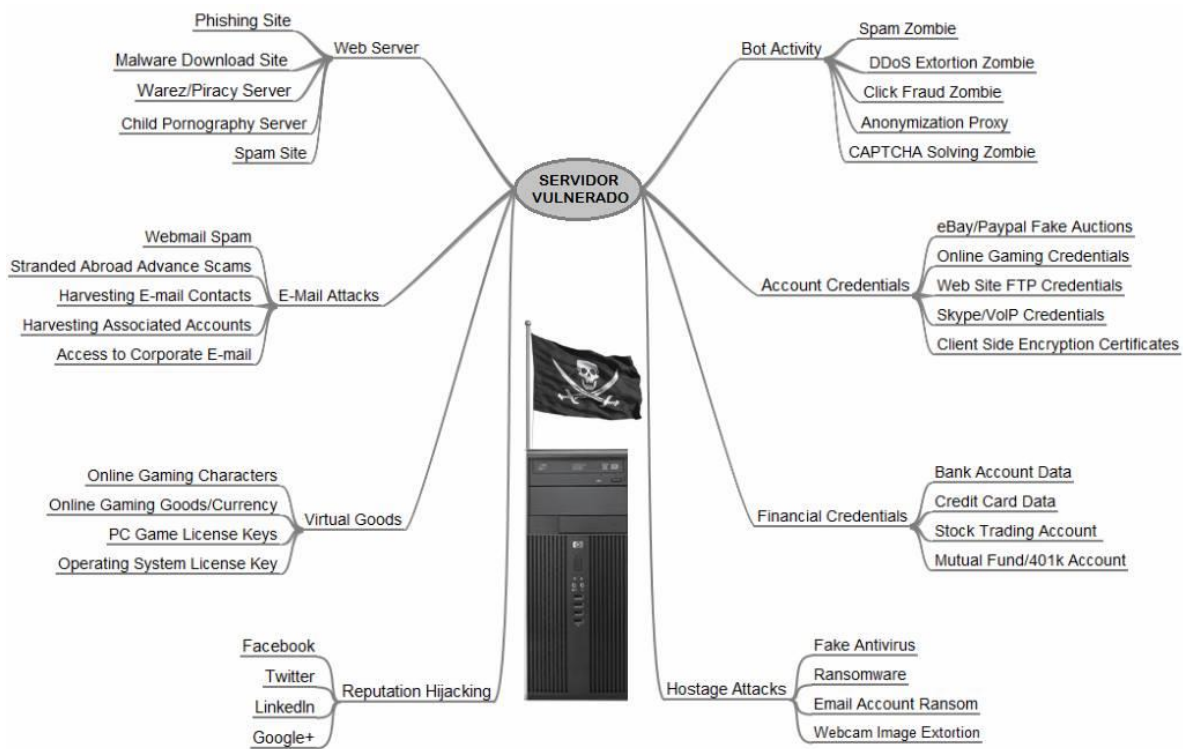 SERVIDOR
VULNERADO
Web Server
Phishing Site
Malware Download Site
Warez/Piracy Server
Child Pornography Server
Spam Site
E-Mail Attacks
Webmail Spam
Stranded Abroad Advance Scams
Harvesting E-mail Contacts
Harvesting Associated Accounts
Access to Corporate E-mail
Virtual Goods
Online Gaming Characters
Online Gaming Goods/Currency
PC Game License Keys
Operating System License Key
Reputation Hijacking
Facebook
Twitter
LinkedIn
Google+
Bot Activity
Spam Zombie
DDoS Extortion Zombie
Click Fraud Zombie
Anonymization Proxy
CAPTCHA Solving Zombie
Account Credentials
eBay/Paypal Fake Auctions
Online Gaming Credentials
Web Site FTP Credentials
Skype/VoIP Credentials
Client Side Encryption Certificates
Financial Credentials
Bank Account Data
Credit Card Data
Stock Trading Account
Mutual Fund/401k Account
Hostage Attacks
Fake Antivirus
Ransomware
Email Account Ransom
Webcam Image Extortion